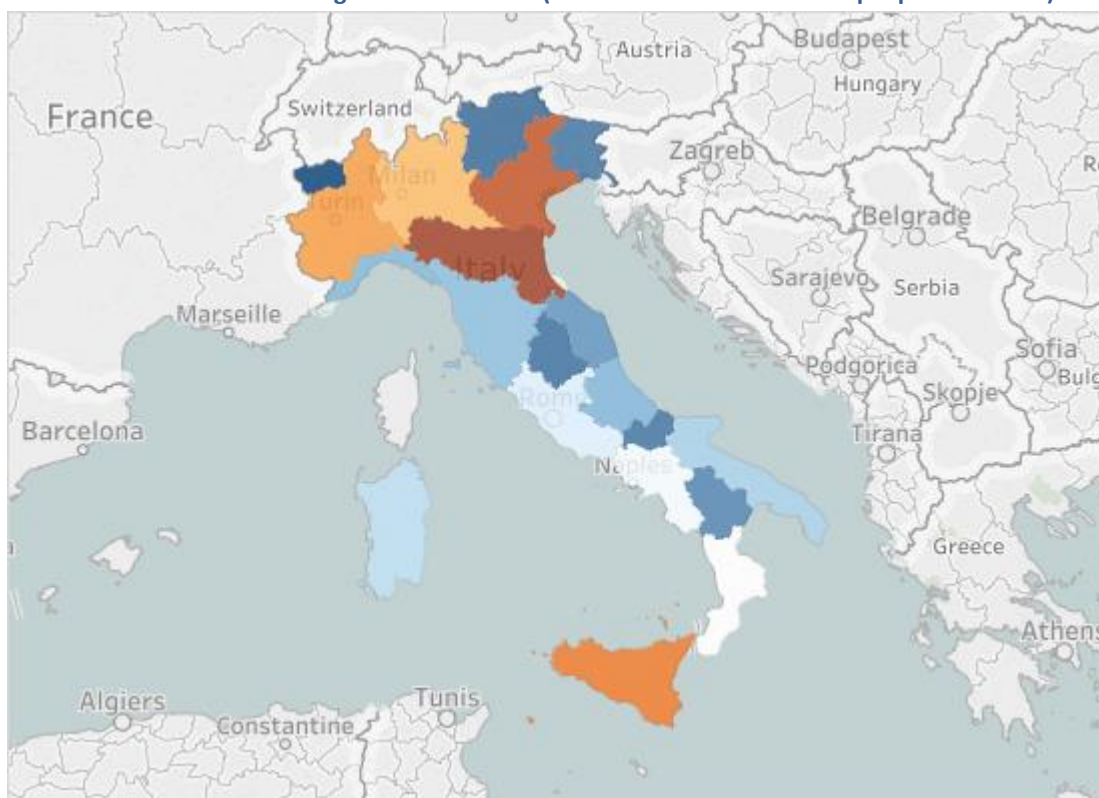 Austria
Budapest
Hungary
France
Switzerland
Zagreb
Milan
Turin
Belgrade
Italy
Sarajevo
Serbia
Marseille
Podgorica
Sofia
Skopje
Rome
Barcelona
Tirana
Naples
Greece
Athens
Algiers
Tunis
Constantine